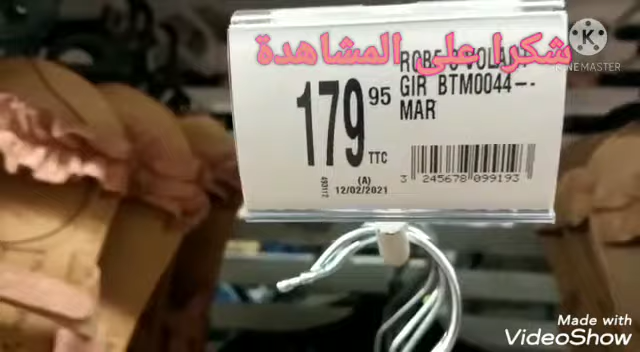 شكرا على المشاهدة
KINEMASTER
ROBE
GIR BTM0044--
MAR
179 95
TTC
(A)
12/02/2021
3 245678 099193
Made with
VideoShow